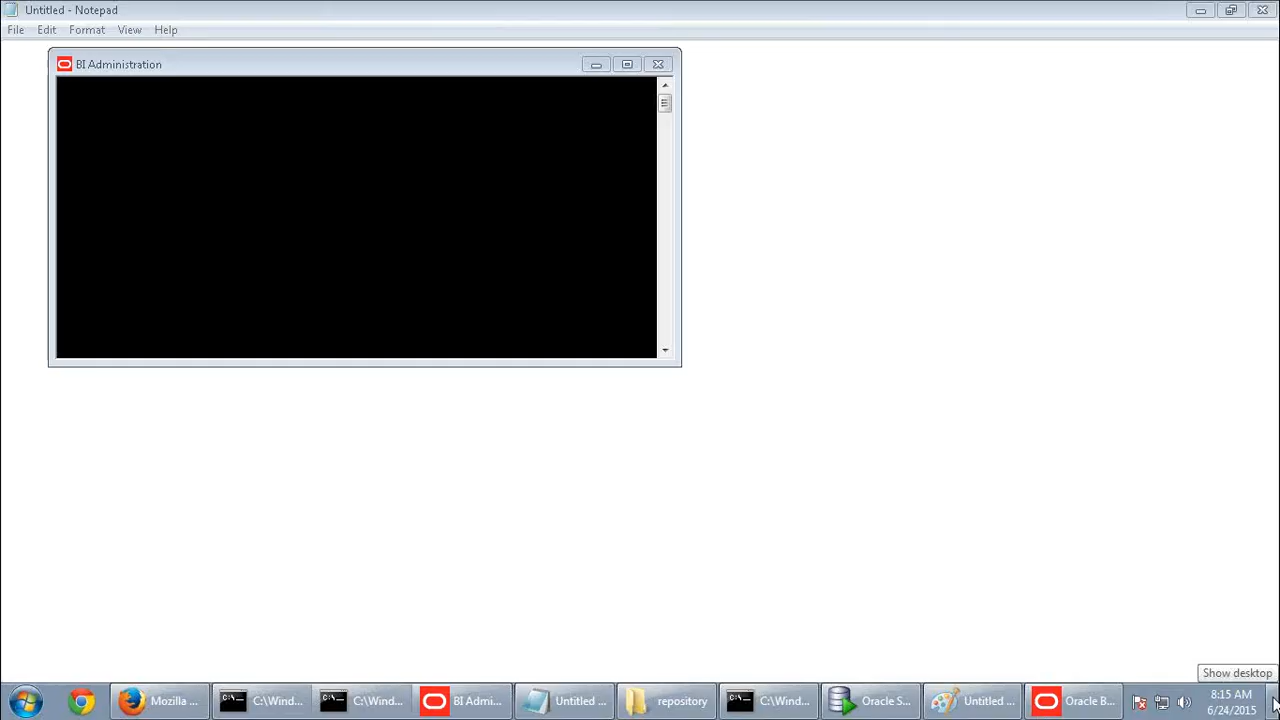 Untitled - Notepad
File Edit Format View Help
BI Administration
Show desktop
Mozilla ...
C:\Wind...
C:\Wind...
BI Admi...
Untitled ...
repository
C:\Wind...
Oracle S...
Untitled ...
Oracle B...
8:15 AM
6/24/2015